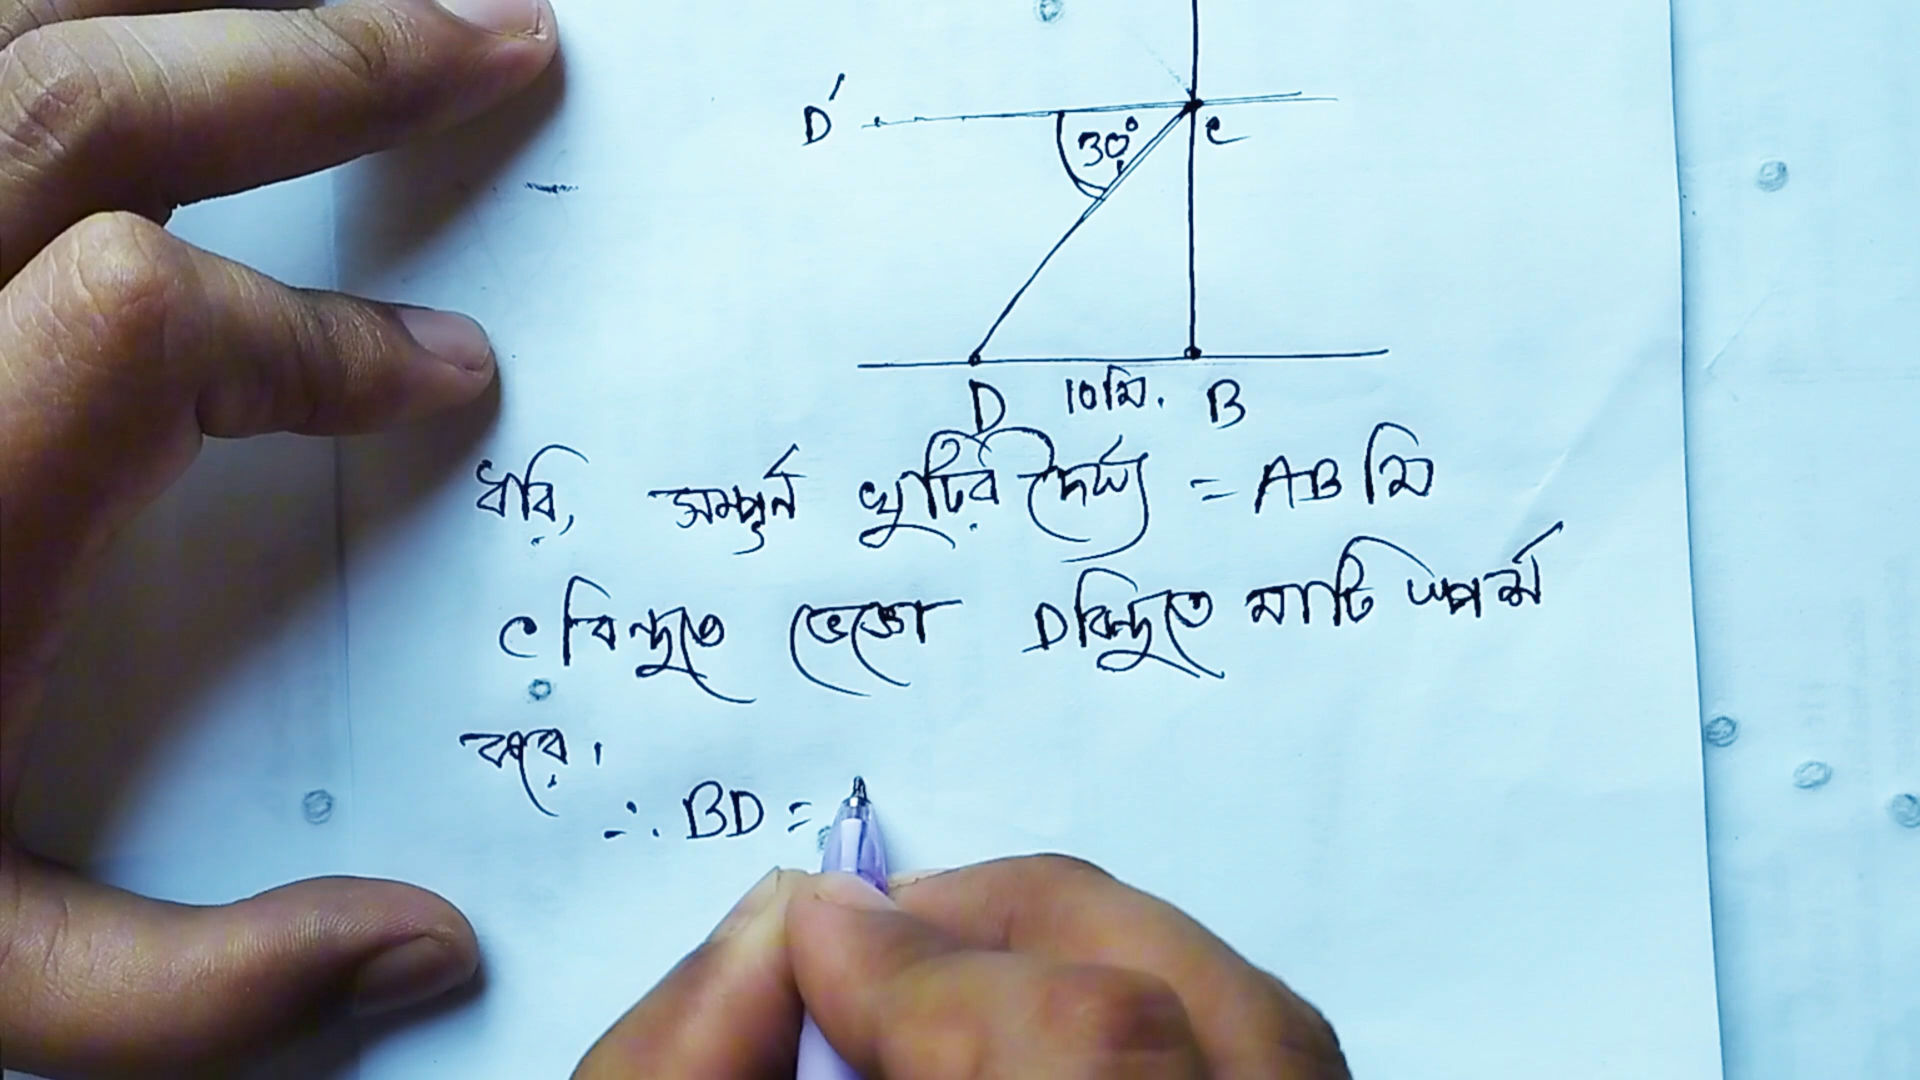 D′
30°
C
D 10মি. B
ধরি, সম্পূর্ন খুটির দৈর্ঘ্য = AB মি
C বিন্দুতে ভেঙ্গে D বিন্দুতে মাটি স্পর্শ
করে।
∴ BD =